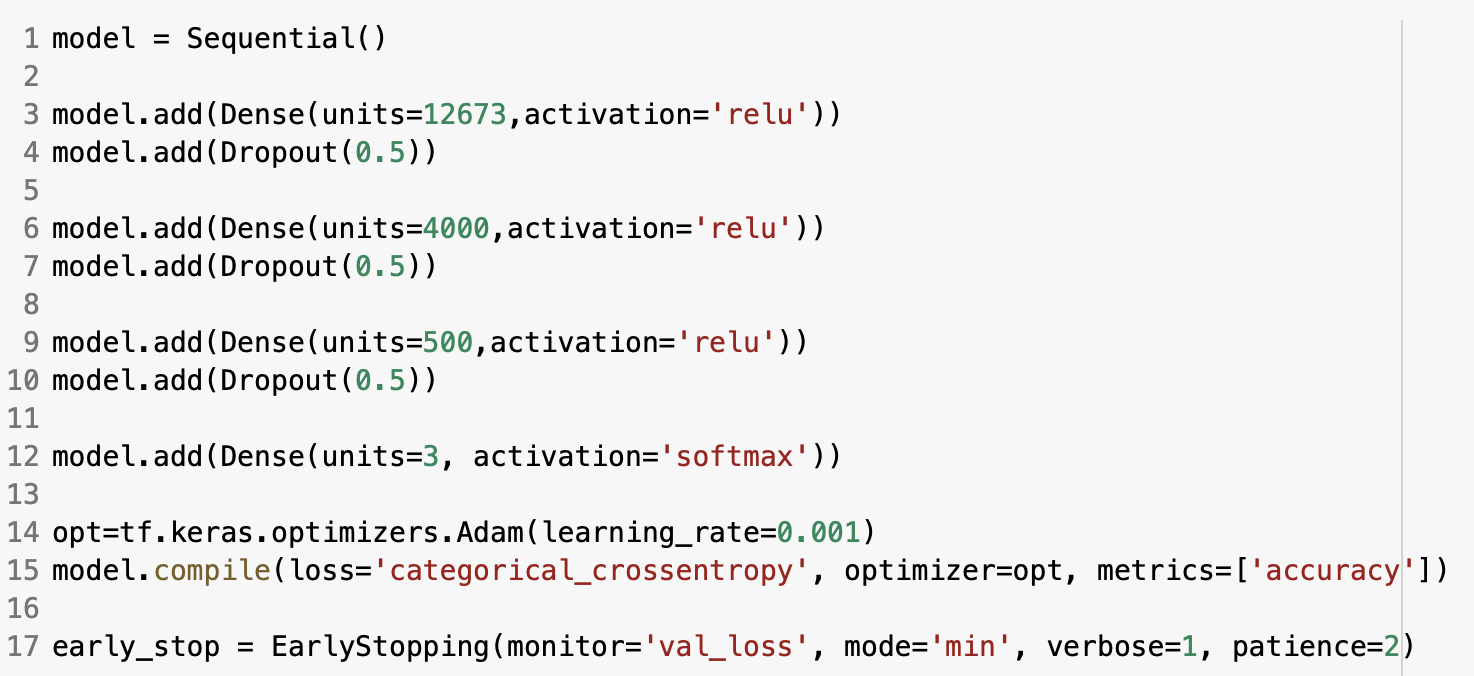 1 model = Sequential()
2
3 model.add(Dense(units=12673,activation='relu'))
4 model.add(Dropout(0.5))
5
6 model.add(Dense(units=4000,activation='relu'))
7 model.add(Dropout(0.5))
8
9 model.add(Dense(units=500,activation='relu'))
10 model.add(Dropout(0.5))
11
12 model.add(Dense(units=3, activation='softmax'))
13
14 opt=tf.keras.optimizers.Adam(learning_rate=0.001)
15 model.compile(loss='categorical_crossentropy', optimizer=opt, metrics=['accuracy'])
16
17 early_stop = EarlyStopping(monitor='val_loss', mode='min', verbose=1, patience=2)